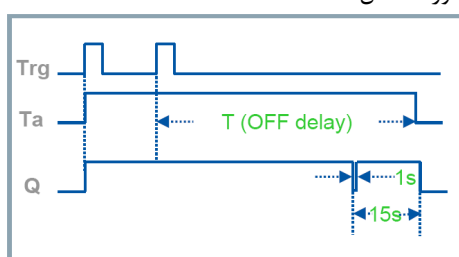 Trg
Ta
T (OFF delay)
Q
1s
15s